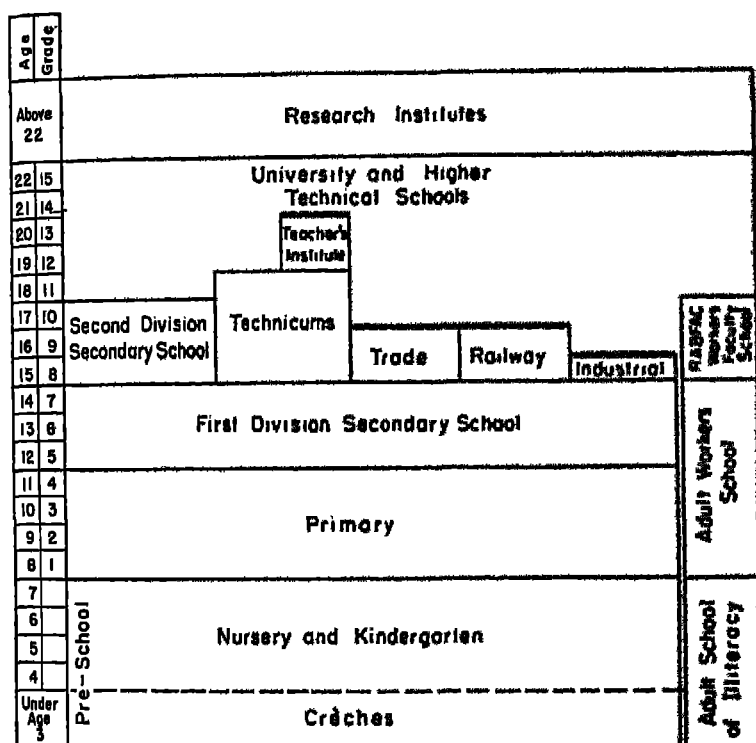 Age Grade
Above
22
Research Institutes
22 15
University and Higher
Technical Schools
21 14
20 13
Teacher's
Institute
19 12
18 11
17 10
Second Division
Secondary School
Technicums
16 9
Trade
Railway
Industrial
RABFAC
Workers
Faculty
School
15 8
14 7
13 6
First Division Secondary School
12 5
11 4
Adult Workers
School
10 3
Primary
9 2
8 1
7
6
Pre-School
Nursery and Kindergarten
5
4
Adult School
of Illiteracy
Under
Age
3
Crèches